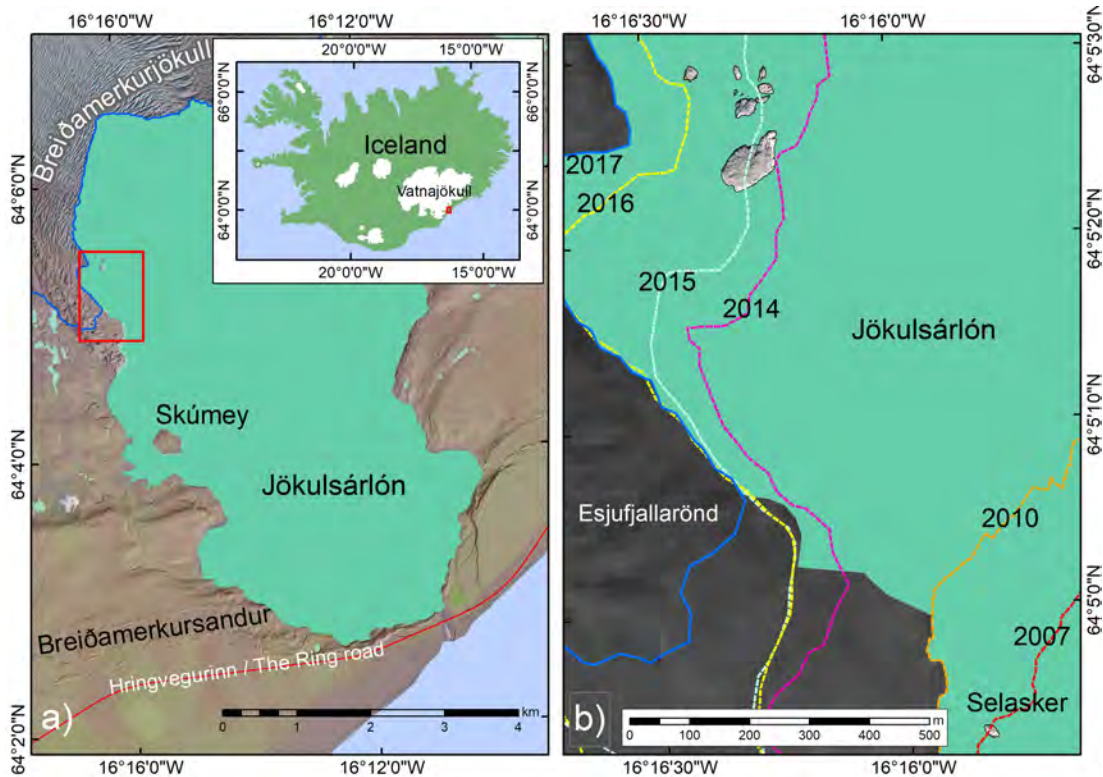 16°16'0"W
16°12'0"W
20°0'0"W
15°0'0"W
66°0'0"N
66°0'0"N
Iceland
Vatnajökull
64°0'0"N
64°0'0"N
20°0'0"W
15°0'0"W
Breiðamerkurjökull
64°6'0"N
64°4'0"N
64°2'0"N
Skúmey
Jökulsárlón
Breiðamerkursandur
Hringvegurinn / The Ring road
a)
km
0
1
2
3
4
16°16'0"W
16°12'0"W
16°16'30"W
16°16'0"W
64°5'30"N
64°5'20"N
64°5'10"N
64°5'0"N
2017
2016
2015
2014
Jökulsárlón
Esjufjallarönd
2010
2007
Selasker
b)
0
100
200
300
400
500
m
16°16'30"W
16°16'0"W